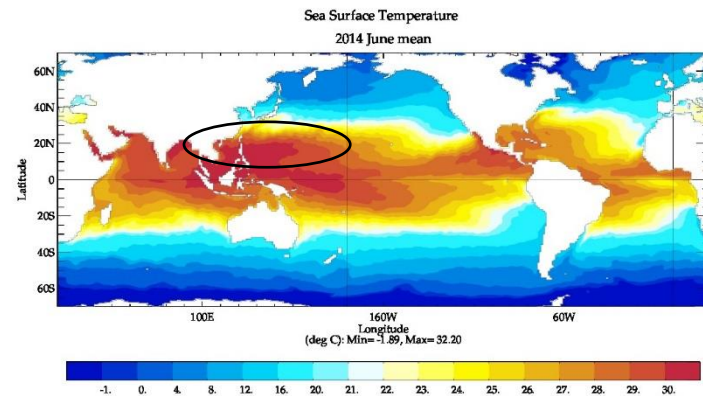 Sea Surface Temperature
2014 June mean
60N
40N
20N
0
20S
40S
60S
Latitude
100E
160W
60W
Longitude
(deg C): Min= -1.89, Max= 32.20
-1. 0. 4. 8. 12. 16. 20. 21. 22. 23. 24. 25. 26. 27. 28. 29. 30.